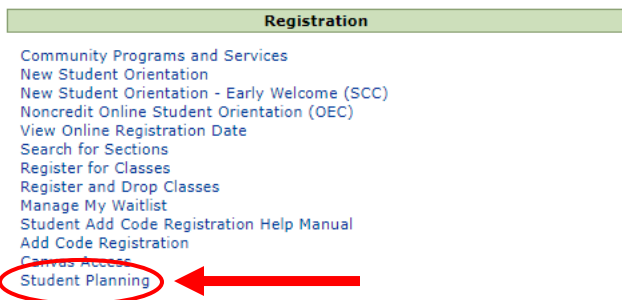 Registration
Community Programs and Services
New Student Orientation
New Student Orientation - Early Welcome (SCC)
Noncredit Online Student Orientation (OEC)
View Online Registration Date
Search for Sections
Register for Classes
Register and Drop Classes
Manage My Waitlist
Student Add Code Registration Help Manual
Add Code Registration
Canvas Access
Student Planning